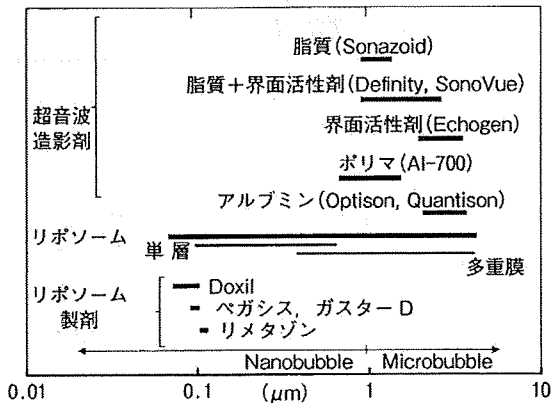 脂質(Sonazoid)
脂質+界面活性剤(Definity, SonoVue)
界面活性剤(Echogen)
超音波
造影剤
ポリマ(AI-700)
アルブミン(Optison, Quantison)
リポソーム
単層
多重膜
リポソーム
製剤
Doxil
ペガシス, ガスターD
リメタゾン
Nanobubble Microbubble
0.01 0.1 (μm) 1 10